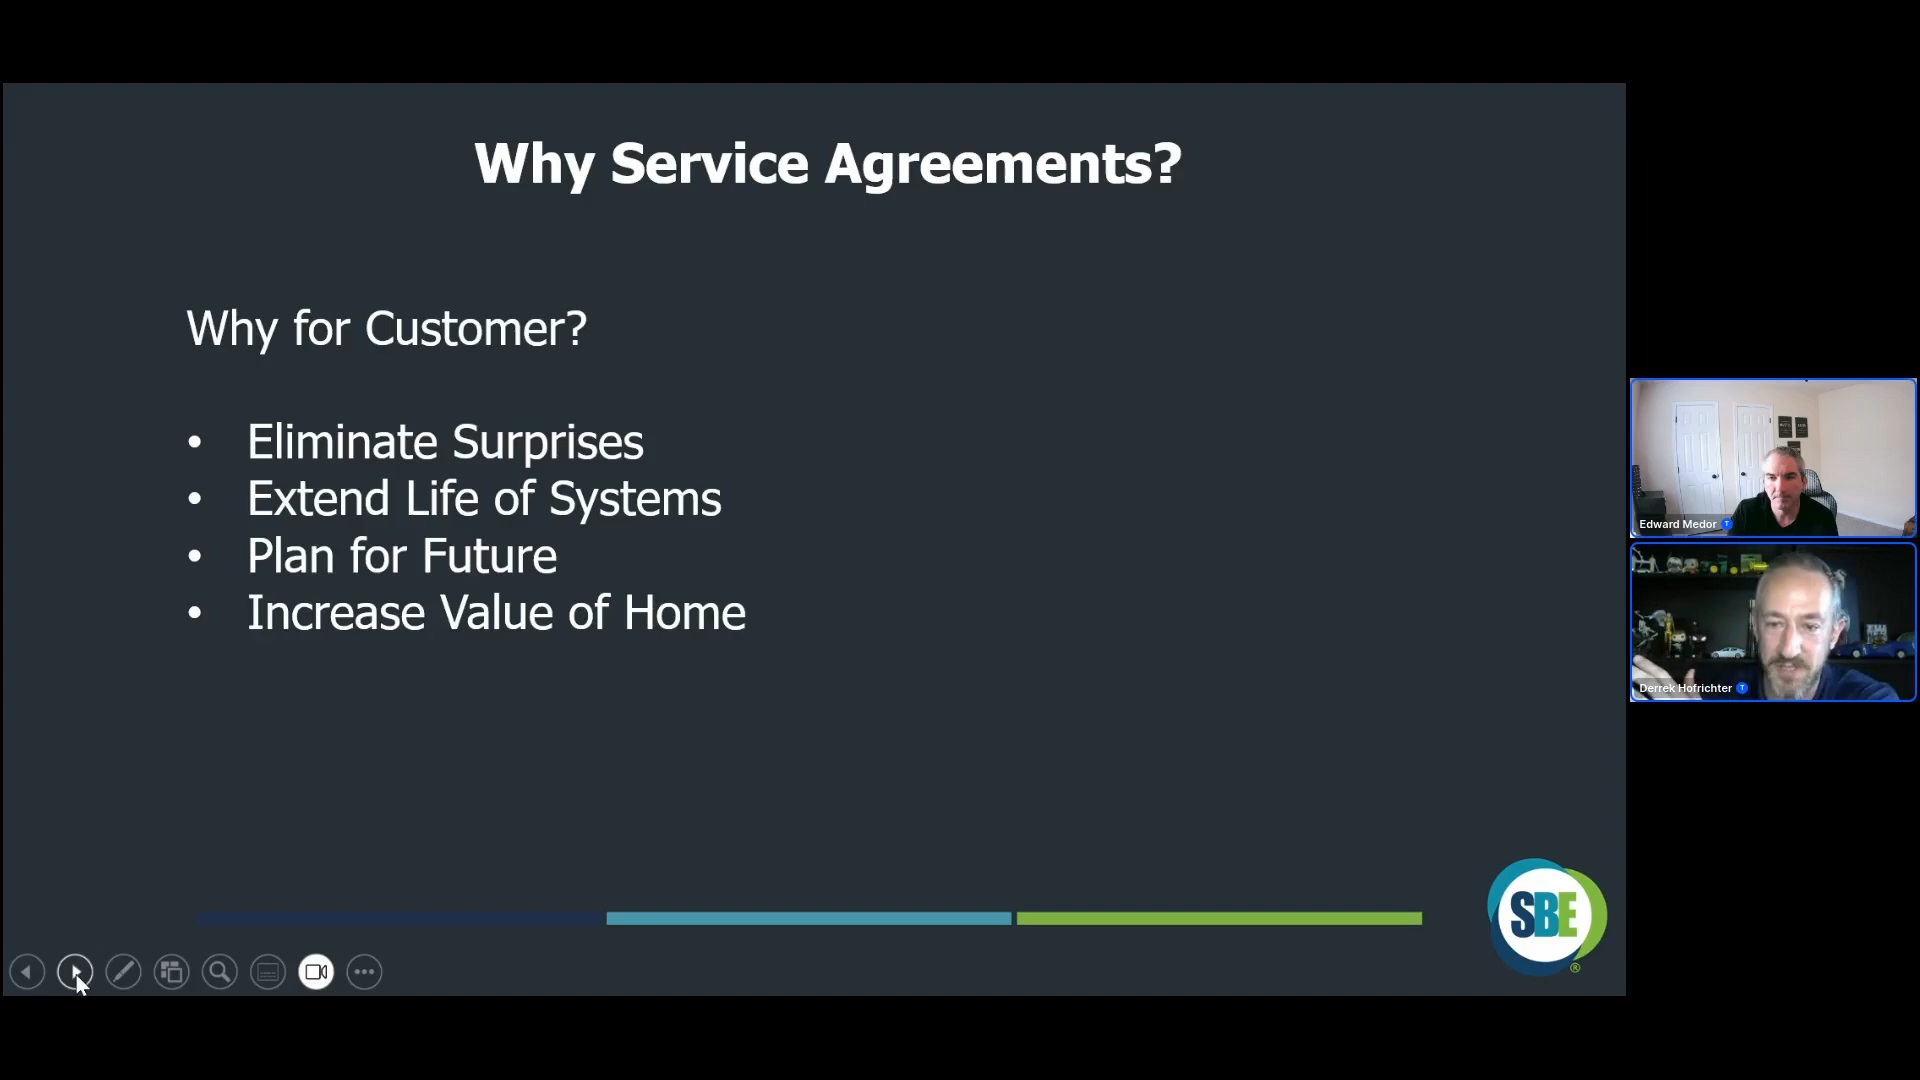 Why Service Agreements?
Why for Customer?
• Eliminate Surprises
• Extend Life of Systems
• Plan for Future
• Increase Value of Home
SBE
®
Edward Medor T
Derrek Hofrichter T